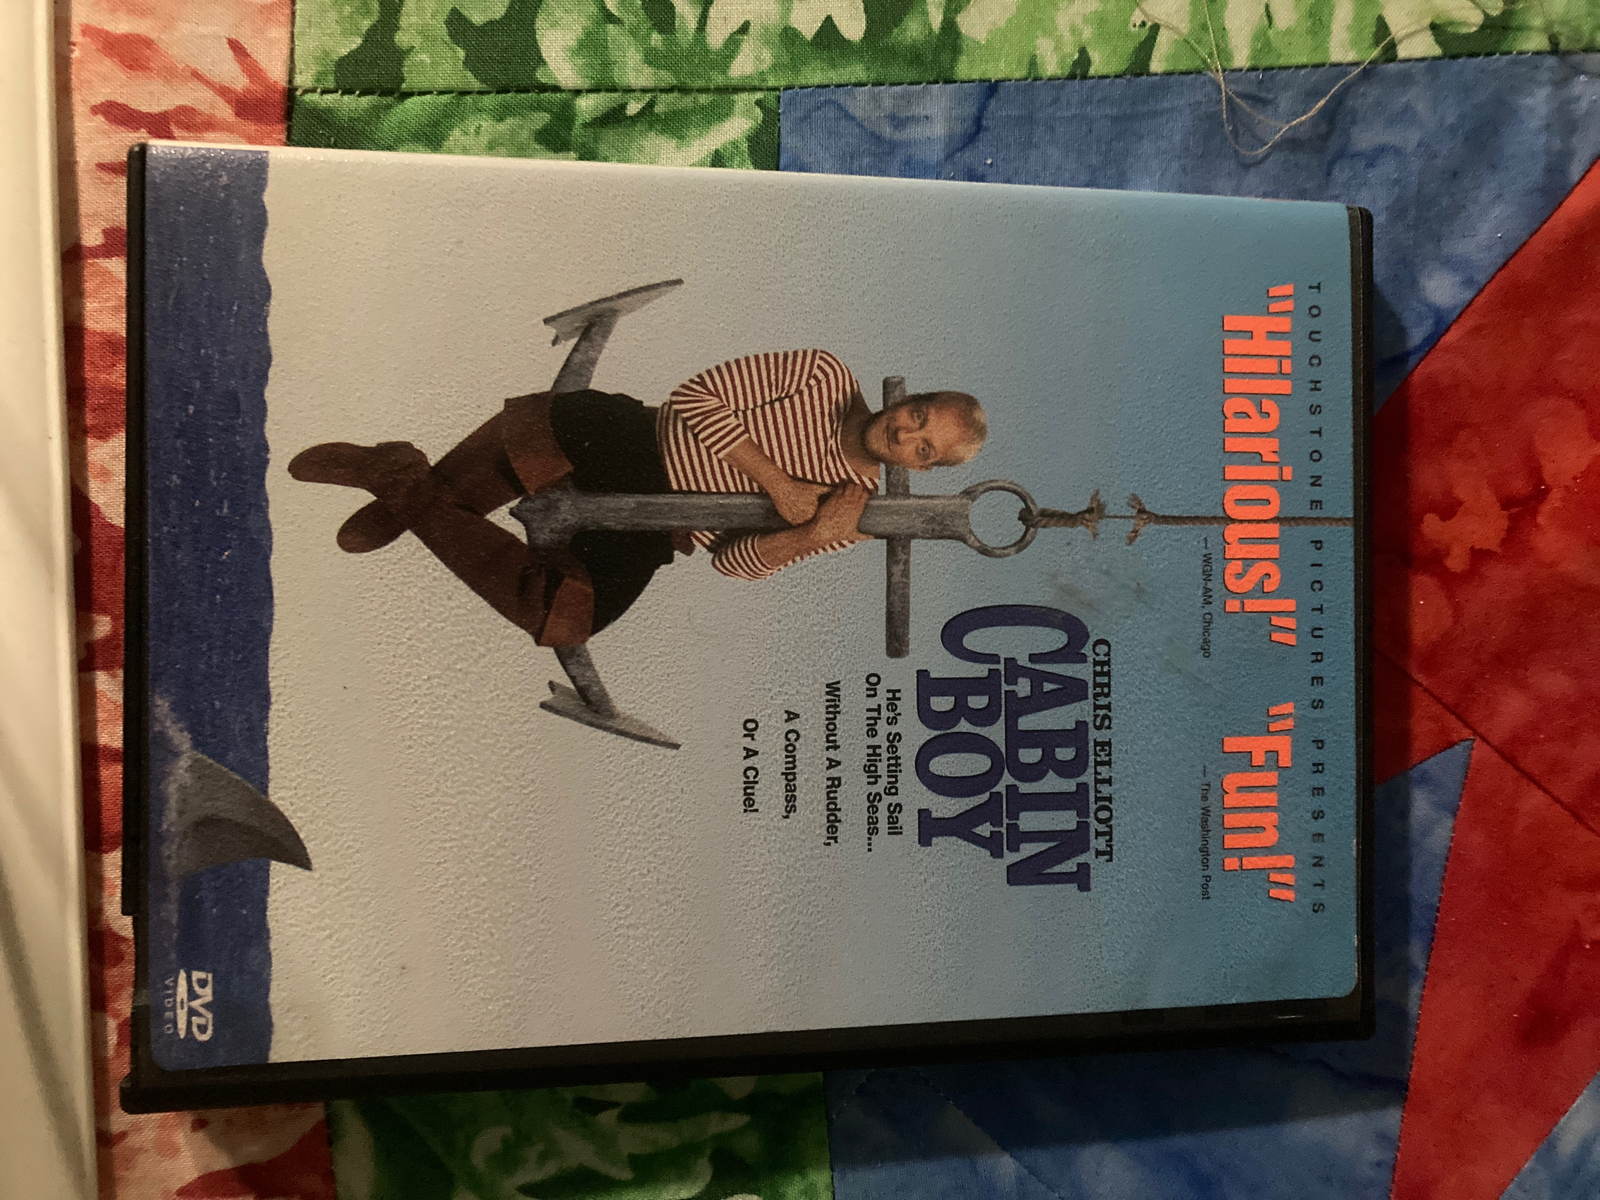 TOUCHSTONE PICTURES PRESENTS
"Hilarious!" "Fun!"
— WGN-AM, Chicago — The Washington Post
CHRIS ELLIOTT
CABIN
BOY
He's Setting Sail
On The High Seas...
Without A Rudder,
A Compass,
Or A Clue!
DVD
VIDEO